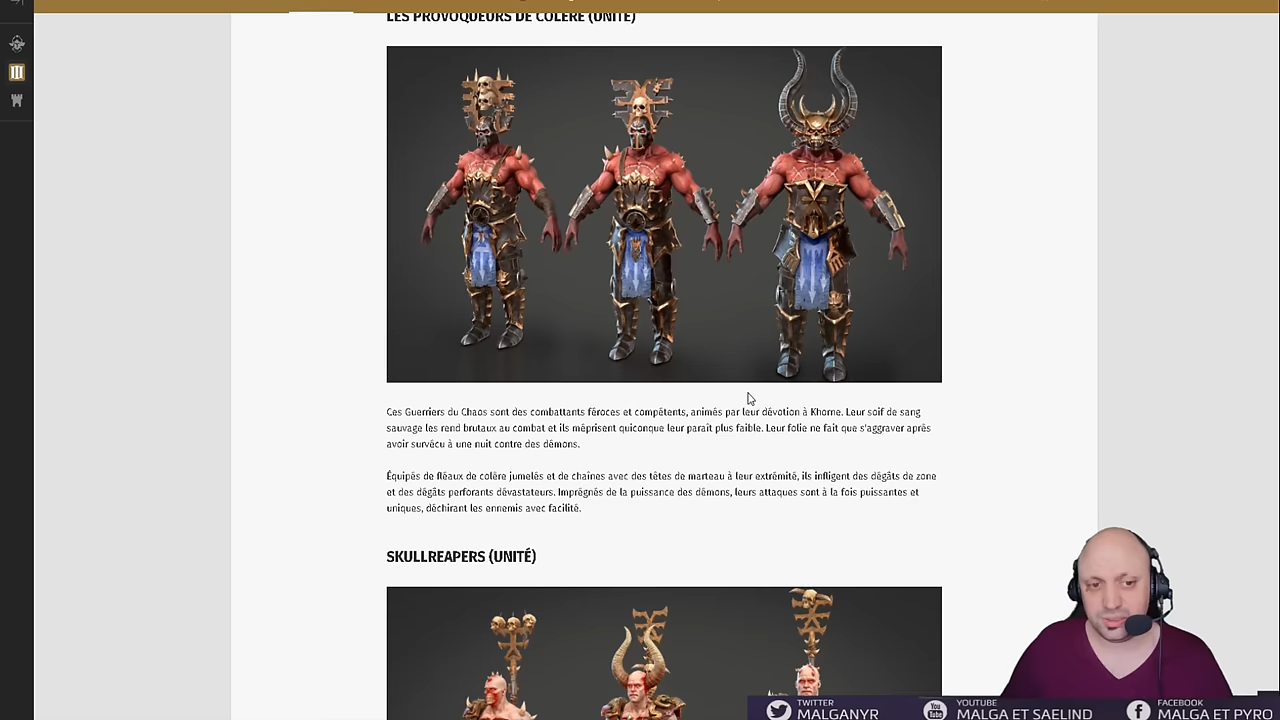 LES PROVOQUEURS DE COLÈRE (UNITÉ)
Ces Guerriers du Chaos sont des combattants féroces et compétents, animés par leur dévotion à Khorne. Leur soif de sang
sauvage les rend brutaux au combat et ils méprisent quiconque leur paraît plus faible. Leur folie ne fait que s'aggraver après
avoir survécu à une nuit contre des démons.
Équipés de fléaux de colère jumelés et de chaînes avec des têtes de marteau à leur extrémité, ils infligent des dégâts de zone
et des dégâts perforants dévastateurs. Imprégnés de la puissance des démons, leurs attaques sont à la fois puissantes et
uniques, déchirant les ennemis avec facilité.
SKULLREAPERS (UNITÉ)
TWITTER
MALGANYR
You Tube
YOUTUBE
MALGA ET SAELIND
FACEBOOK
MALGA ET PYRO